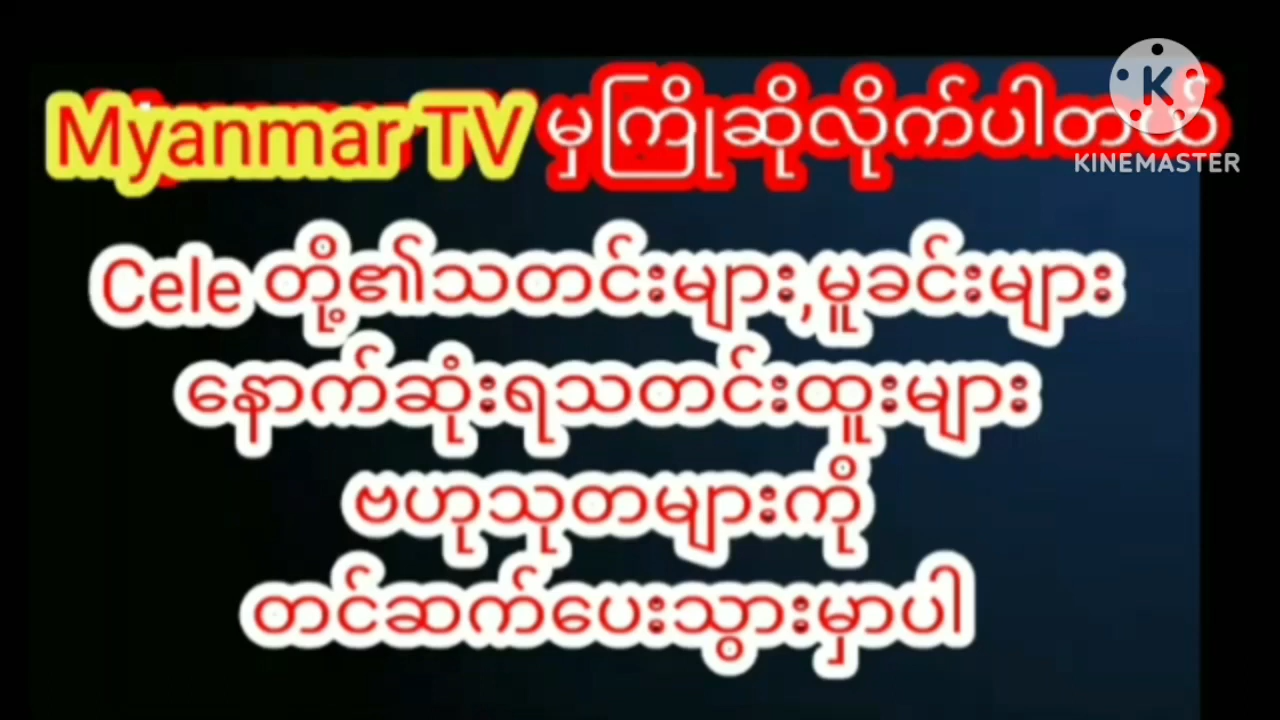 Myanmar TV မှကြိုဆိုလိုက်ပါတယ်
K
KINEMASTER
Cele တို့၏သတင်းများ,မူခင်းများ
နောက်ဆုံးရသတင်းထူးများ
ဗဟုသုတများကို
တင်ဆက်ပေးသွားမှာပါ